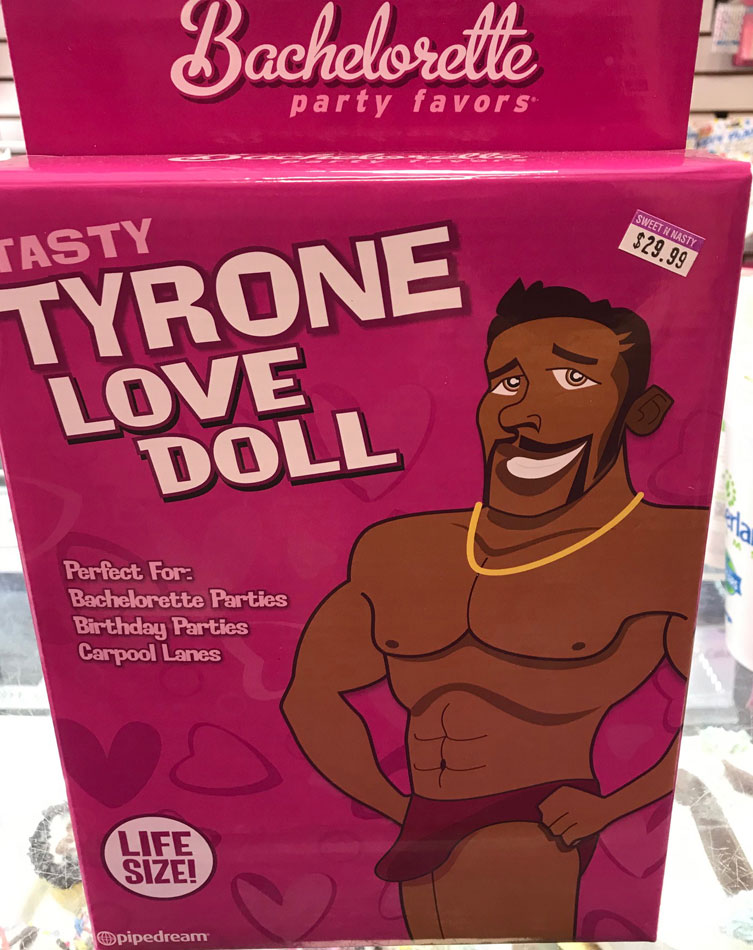 Bachelorette
party favors
TASTY
TYRONE
LOVE
DOLL
SWEET N NASTY
$29.99
Perfect For:
Bachelorette Parties
Birthday Parties
Carpool Lanes
LIFE
SIZE!
pipedream